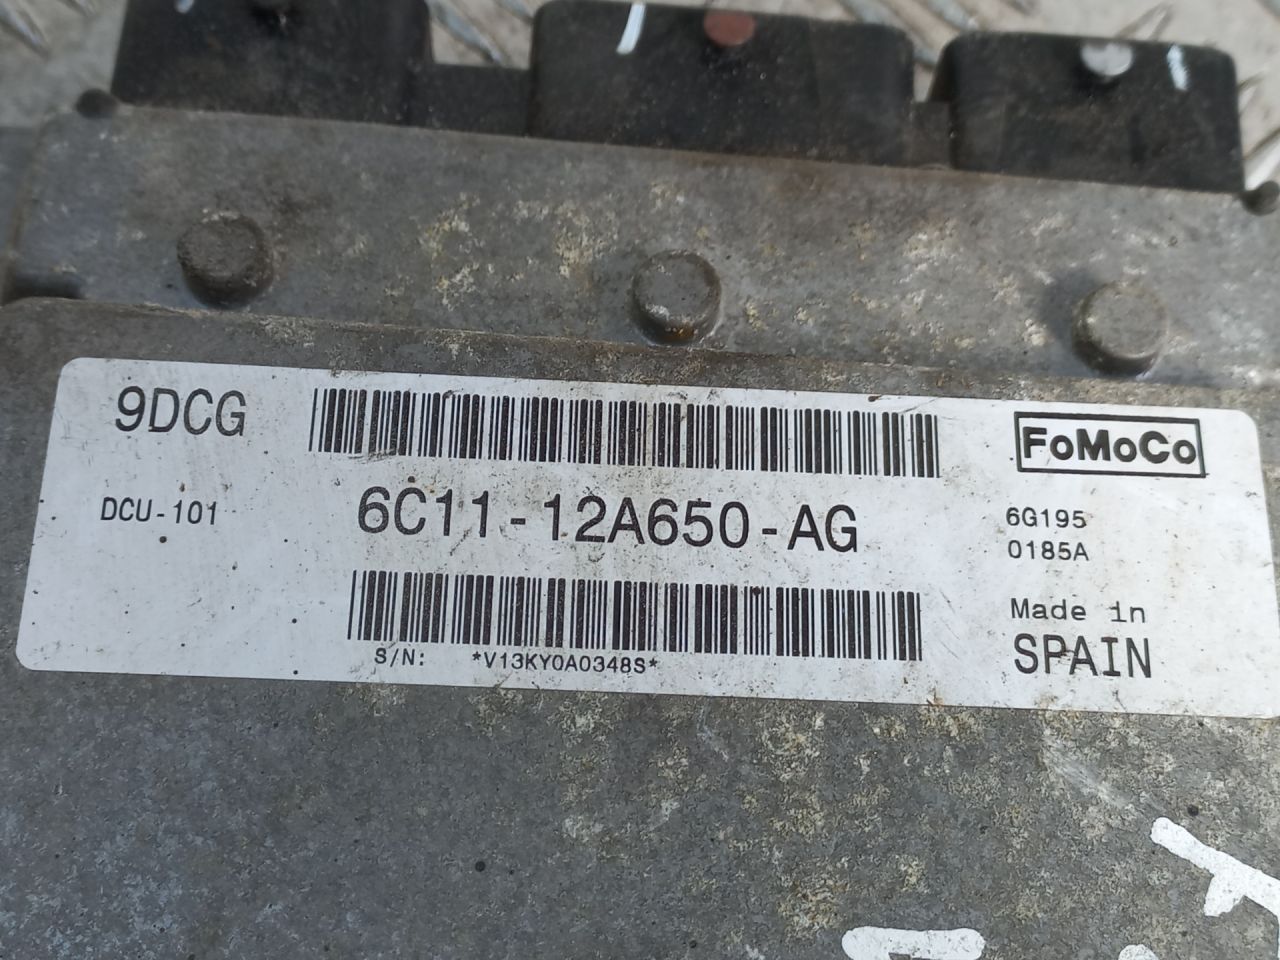 9DCG
FoMoCo
DCU-101
6C11-12A650-AG
6G195
0185A
Made in
SPAIN
S/N: *V13KY0A0348S*